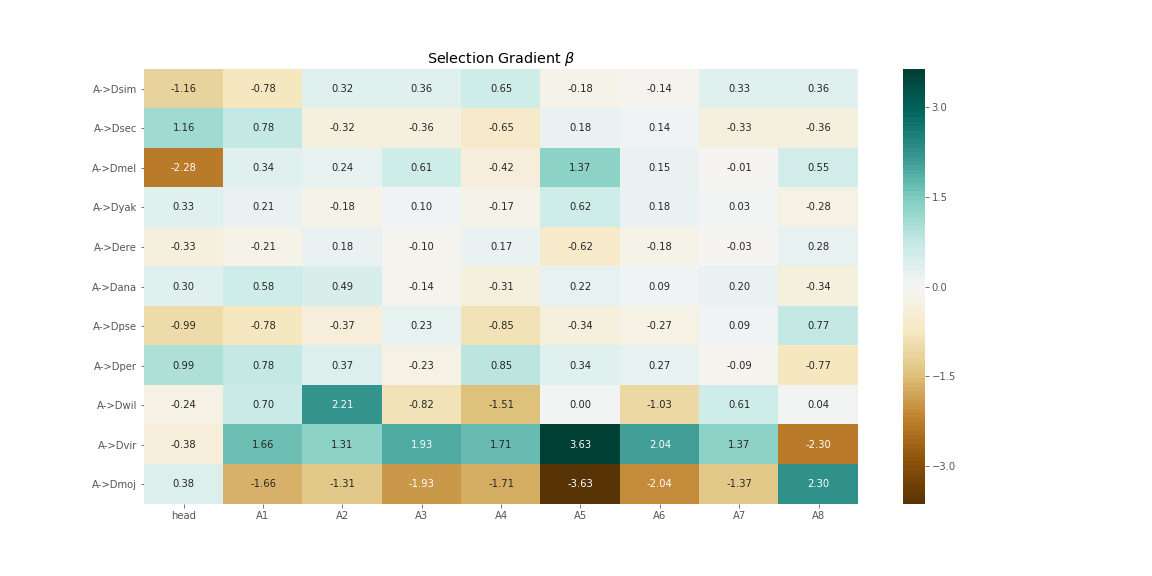 Selection Gradient β
A->Dsim -1.16 -0.78 0.32 0.36 0.65 -0.18 -0.14 0.33 0.36
A->Dsec 1.16 0.78 -0.32 -0.36 -0.65 0.18 0.14 -0.33 -0.36
A->Dmel -2.28 0.34 0.24 0.61 -0.42 1.37 0.15 -0.01 0.55
A->Dyak 0.33 0.21 -0.18 0.10 -0.17 0.62 0.18 0.03 -0.28
A->Dere -0.33 -0.21 0.18 -0.10 0.17 -0.62 -0.18 -0.03 0.28
A->Dana 0.30 0.58 0.49 -0.14 -0.31 0.22 0.09 0.20 -0.34
A->Dpse -0.99 -0.78 -0.37 0.23 -0.85 -0.34 -0.27 0.09 0.77
A->Dper 0.99 0.78 0.37 -0.23 0.85 0.34 0.27 -0.09 -0.77
A->Dwil -0.24 0.70 2.21 -0.82 -1.51 0.00 -1.03 0.61 0.04
A->Dvir -0.38 1.66 1.31 1.93 1.71 3.63 2.04 1.37 -2.30
A->Dmoj 0.38 -1.66 -1.31 -1.93 -1.71 -3.63 -2.04 -1.37 2.30
head A1 A2 A3 A4 A5 A6 A7 A8
3.0
1.5
0.0
−1.5
−3.0